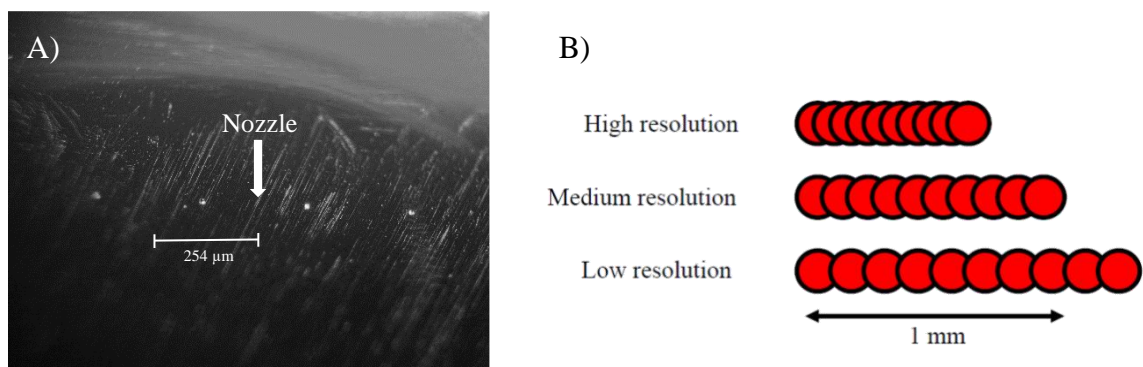 A)
Nozzle
254 µm
B)
High resolution
Medium resolution
Low resolution
1 mm